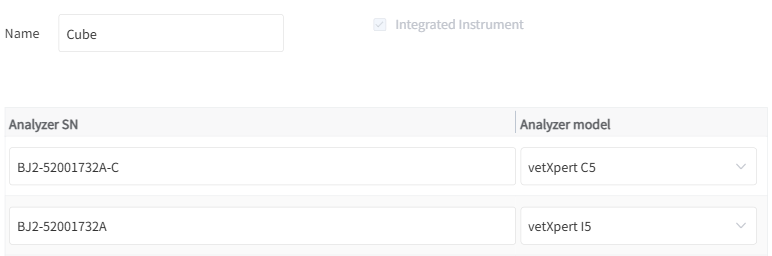 Name
Cube
Integrated Instrument
Analyzer SN
Analyzer model
BJ2-52001732A-C
vetXpert C5
BJ2-52001732A
vetXpert I5